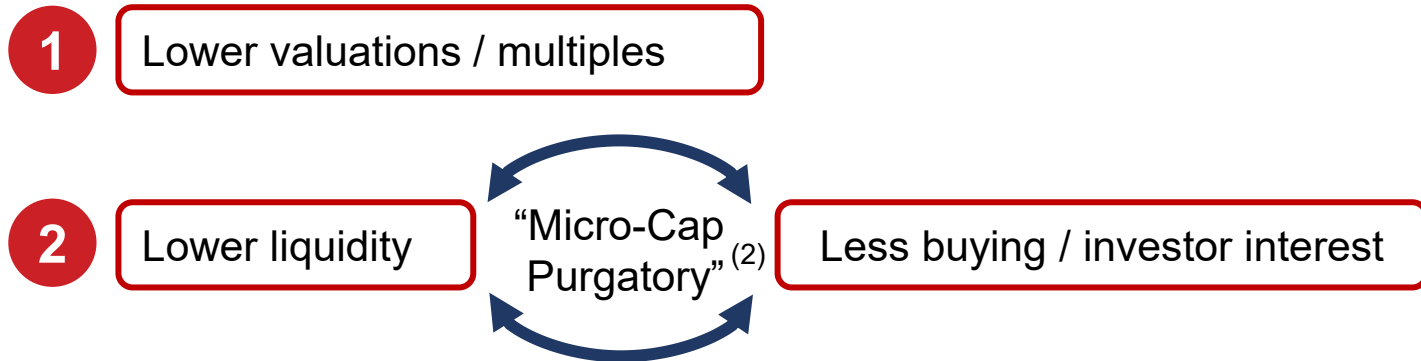 1
Lower valuations / multiples
2
Lower liquidity
“Micro-Cap
Purgatory” (2)
Less buying / investor interest